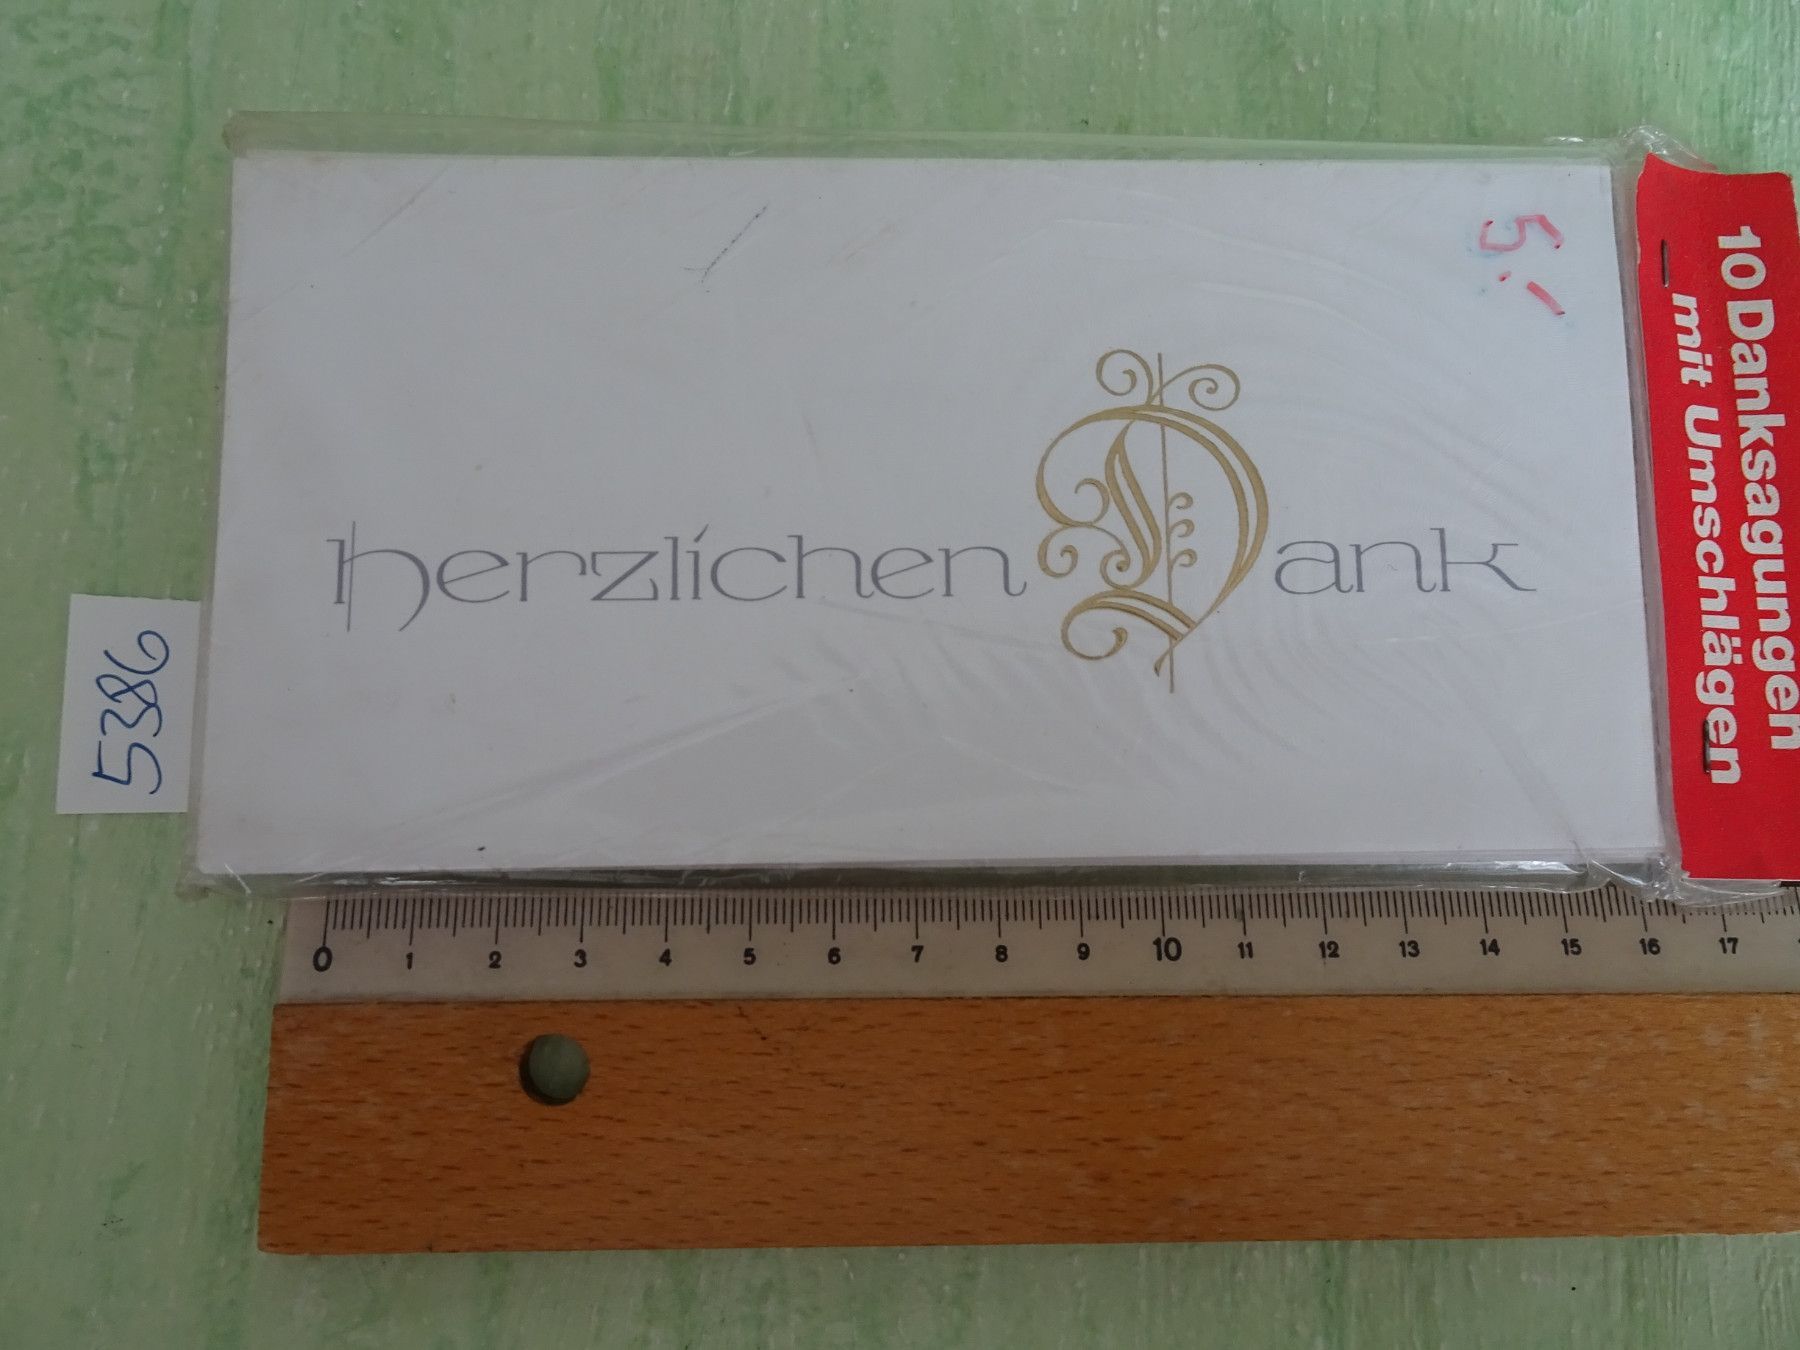 5.-
herzlichen Dank
10 Danksagungen
mit Umschlägen
5386
0 1 2 3 4 5 6 7 8 9 10 11 12 13 14 15 16 17